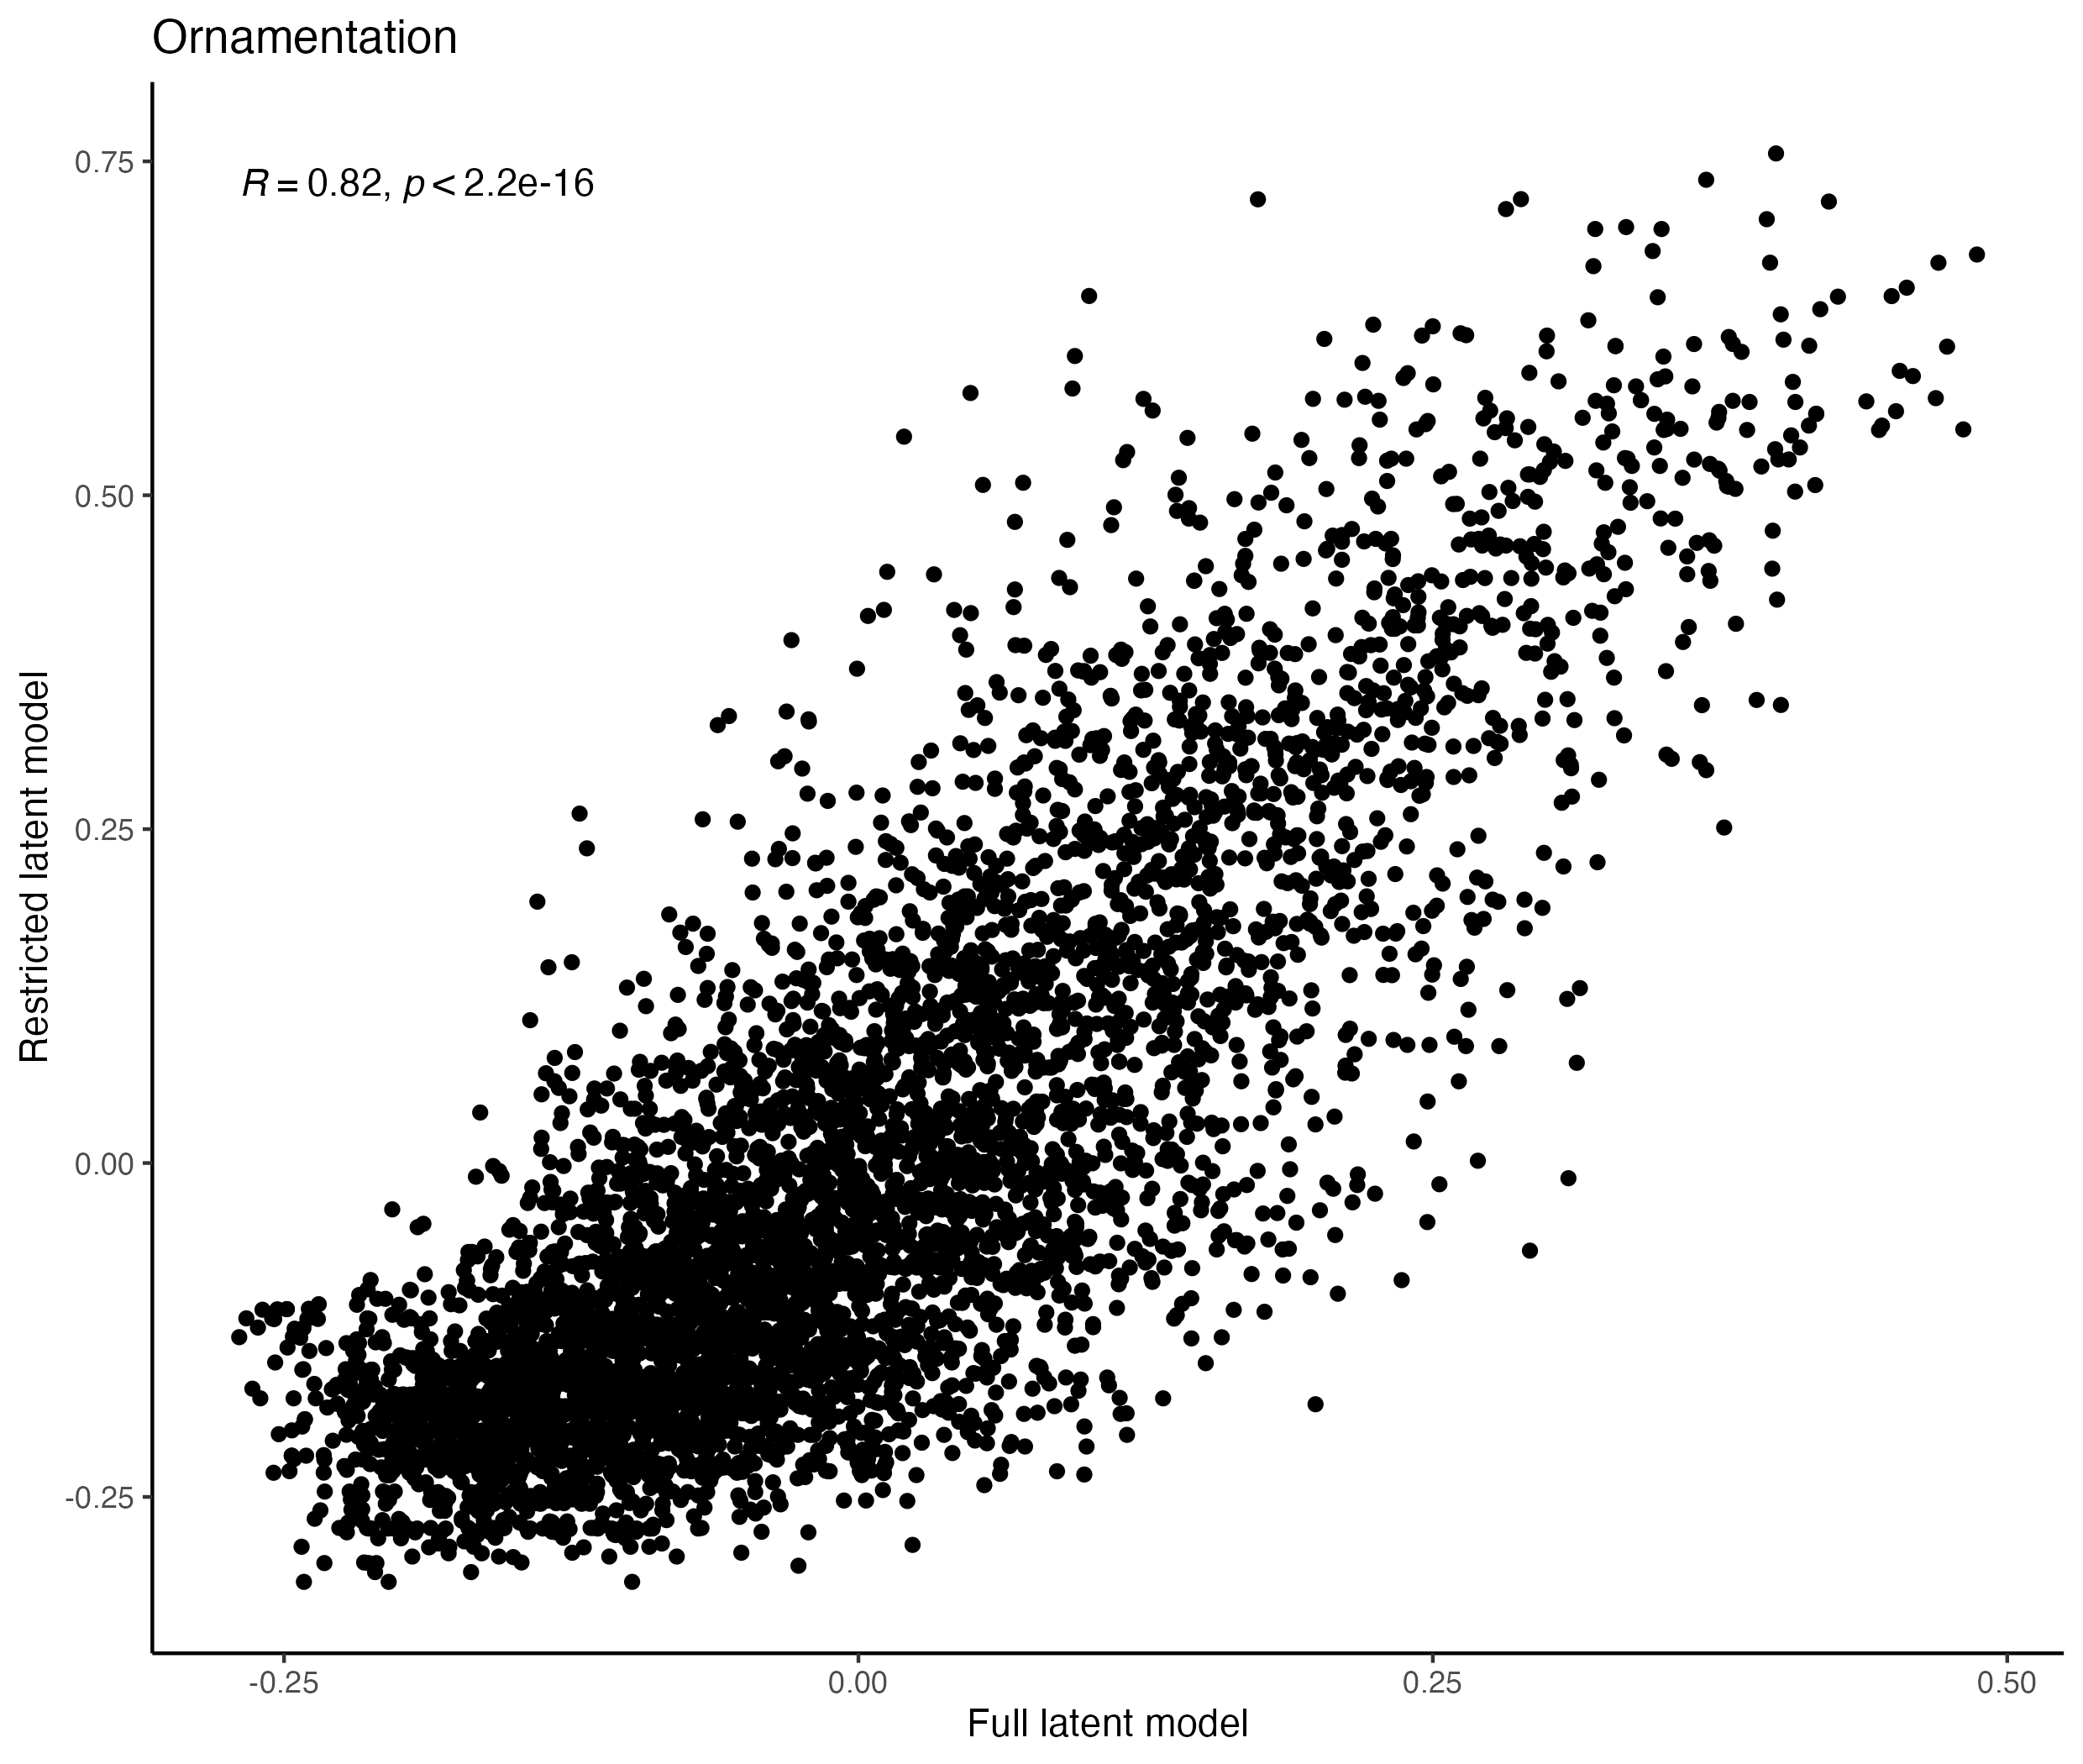 Ornamentation
R = 0.82, p < 2.2e-16
Restricted latent model
0.75
0.50
0.25
0.00
-0.25
-0.25
0.00
0.25
0.50
Full latent model